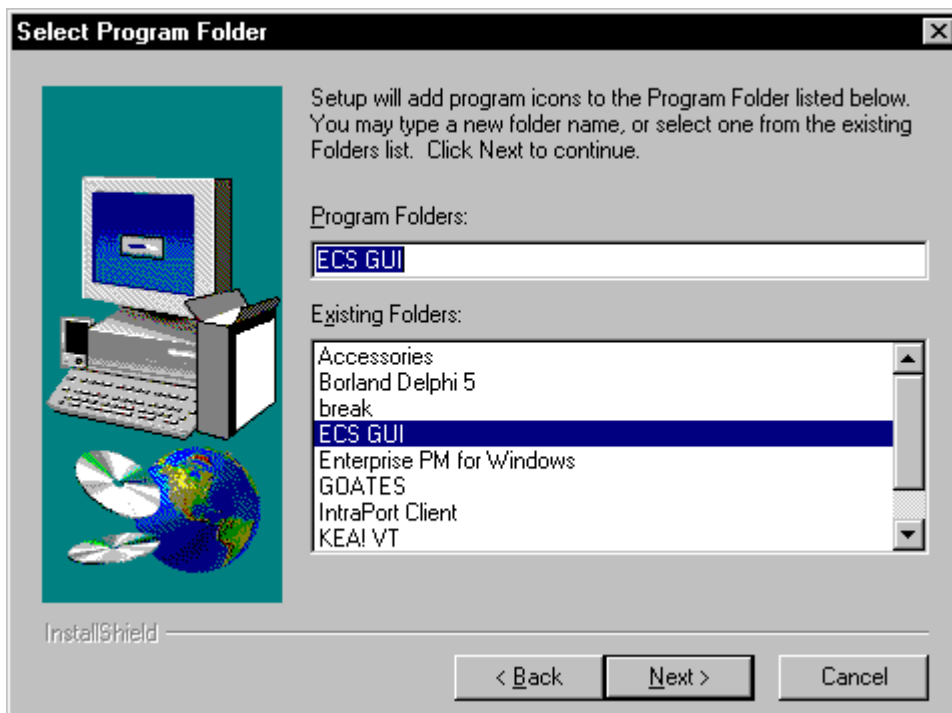 Select Program Folder
Setup will add program icons to the Program Folder listed below.
You may type a new folder name, or select one from the existing
Folders list.  Click Next to continue.
Program Folders:
ECS GUI
Existing Folders:
Accessories
Borland Delphi 5
break
ECS GUI
Enterprise PM for Windows
GOATES
IntraPort Client
KEA! VT
InstallShield
< Back
Next >
Cancel